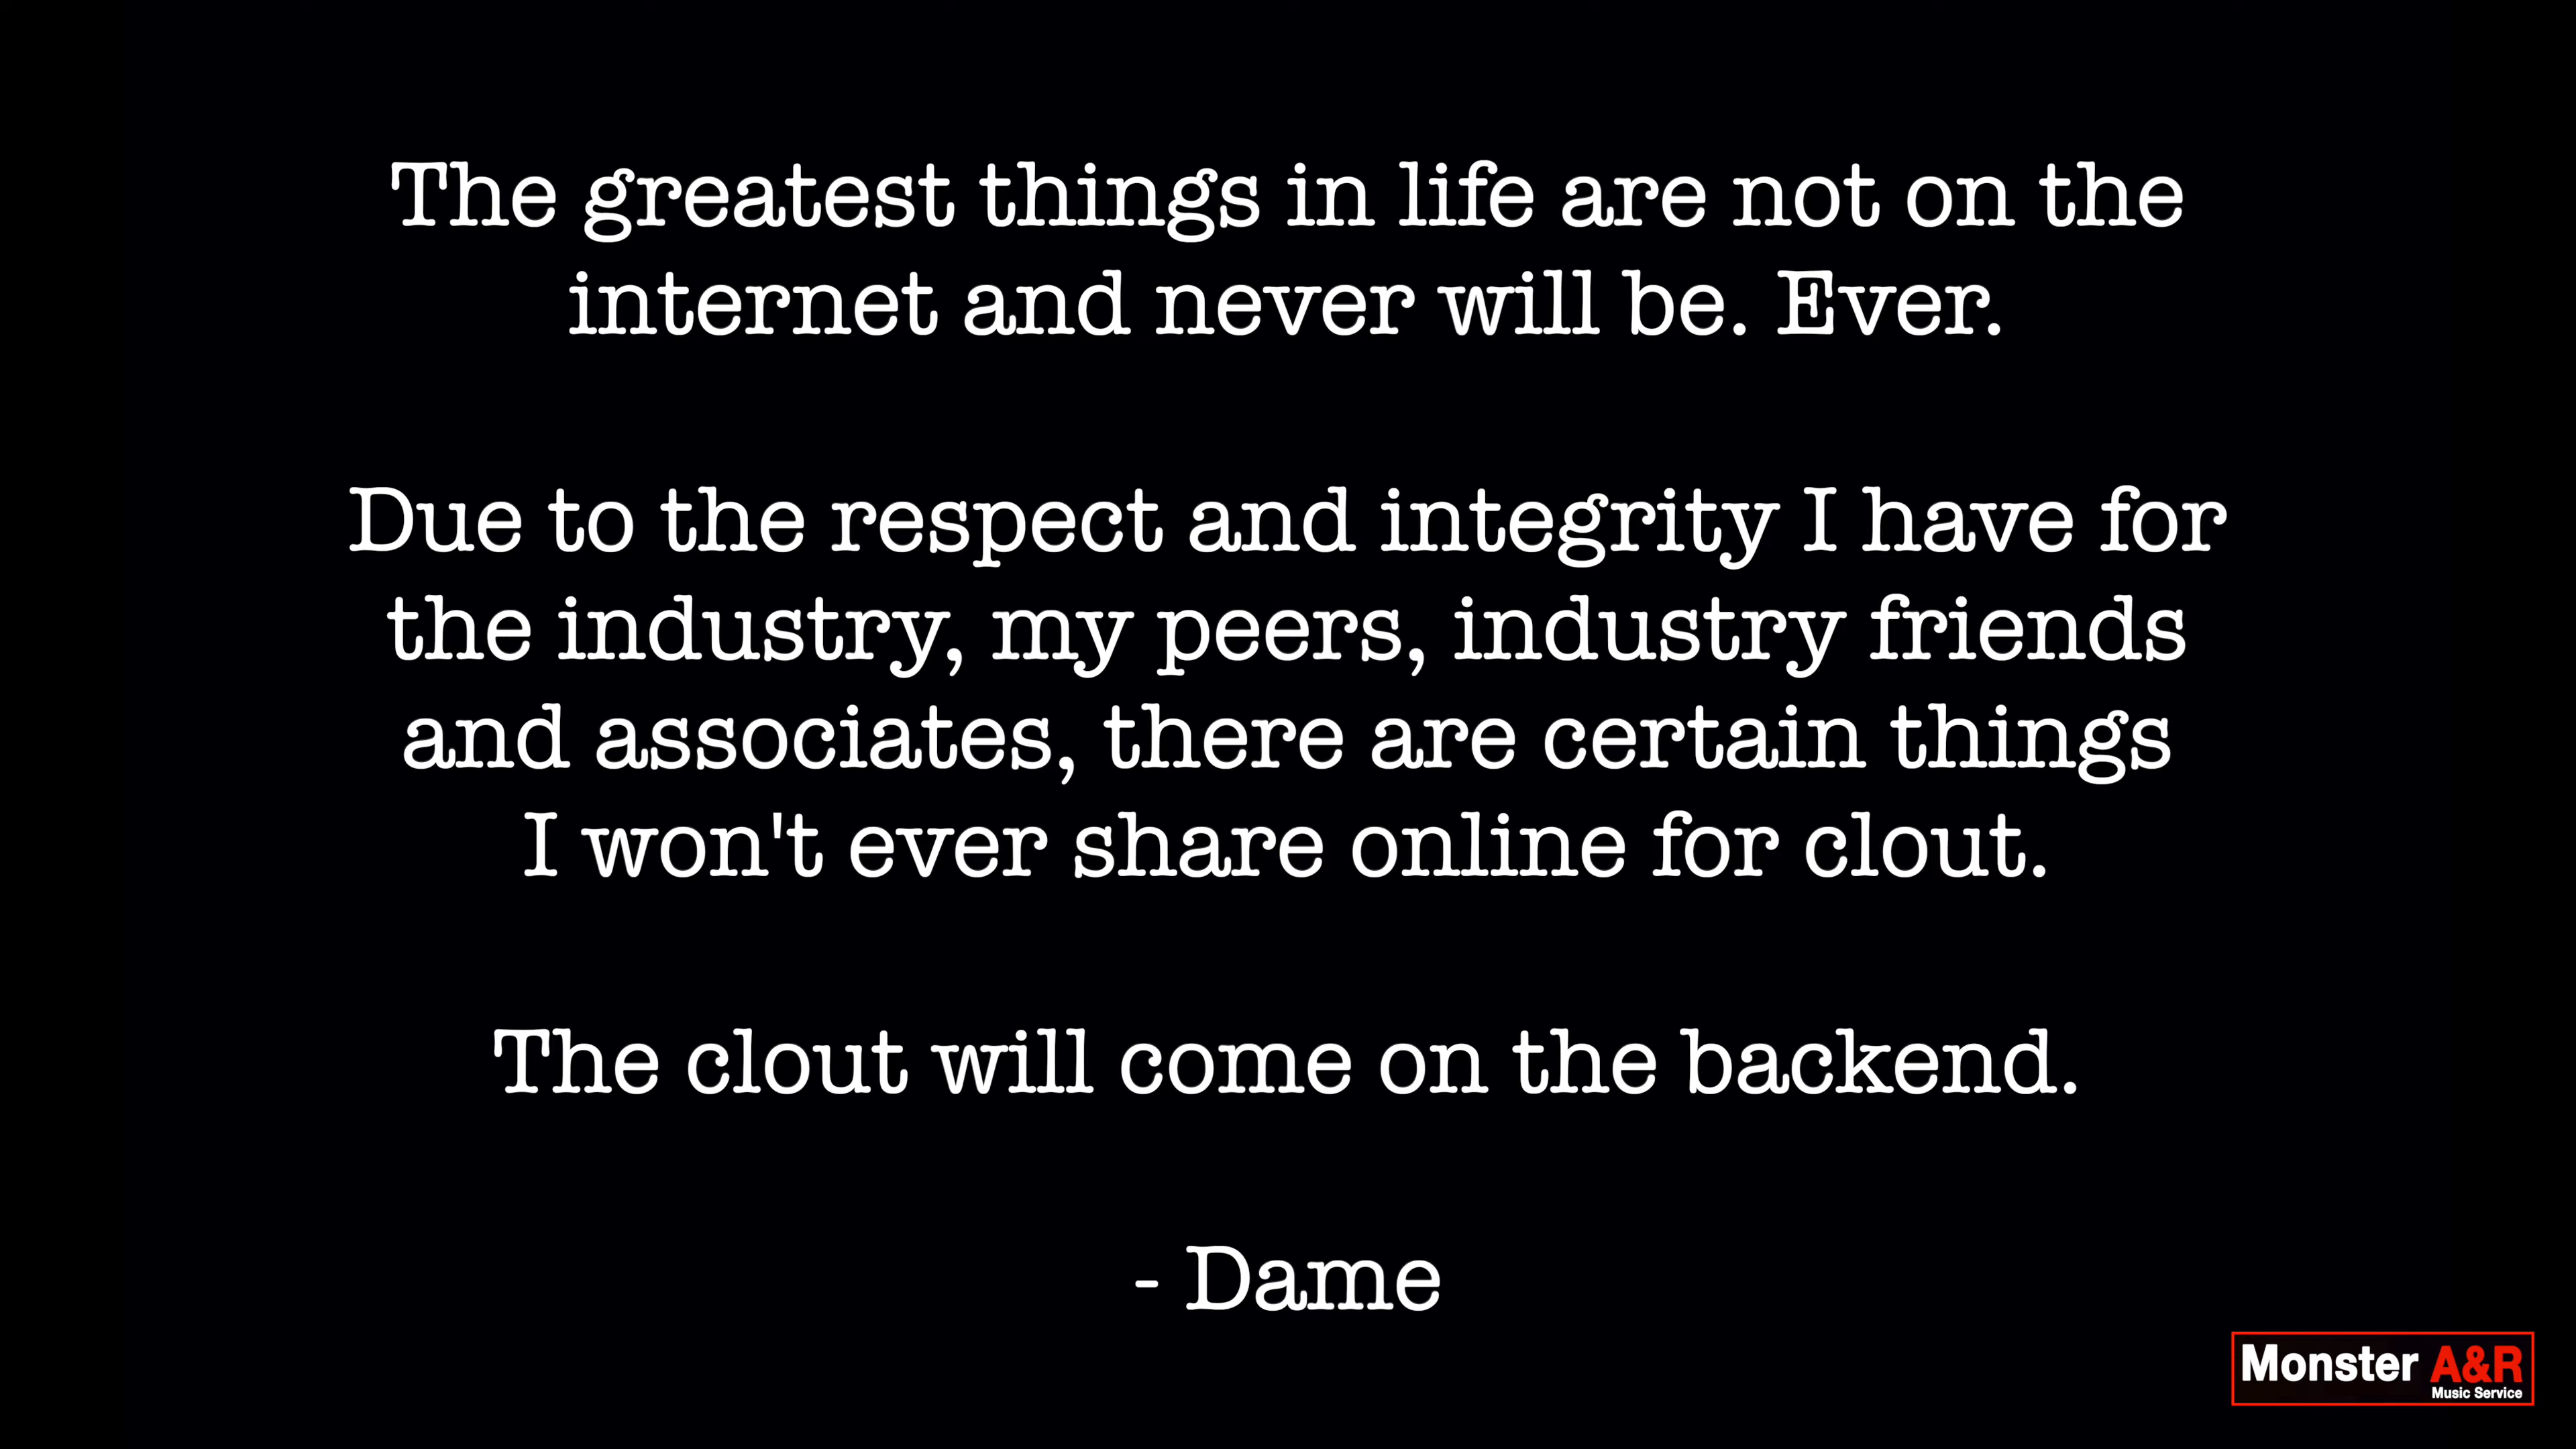 The greatest things in life are not on the
internet and never will be. Ever.
Due to the respect and integrity I have for
the industry, my peers, industry friends
and associates, there are certain things
I won't ever share online for clout.
The clout will come on the backend.
- Dame
Monster A&R
Music Service